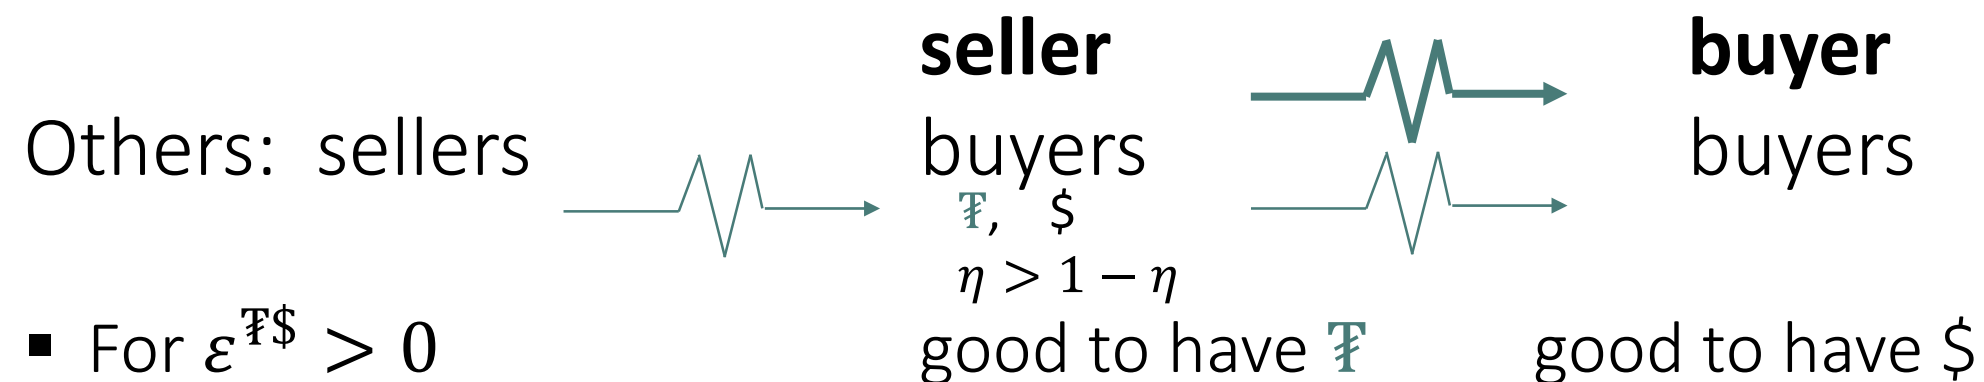 seller buyer
Others: sellers buyers buyers
₮, $
η > 1 − η
▪ For ε^₮$ > 0 good to have ₮ good to have $